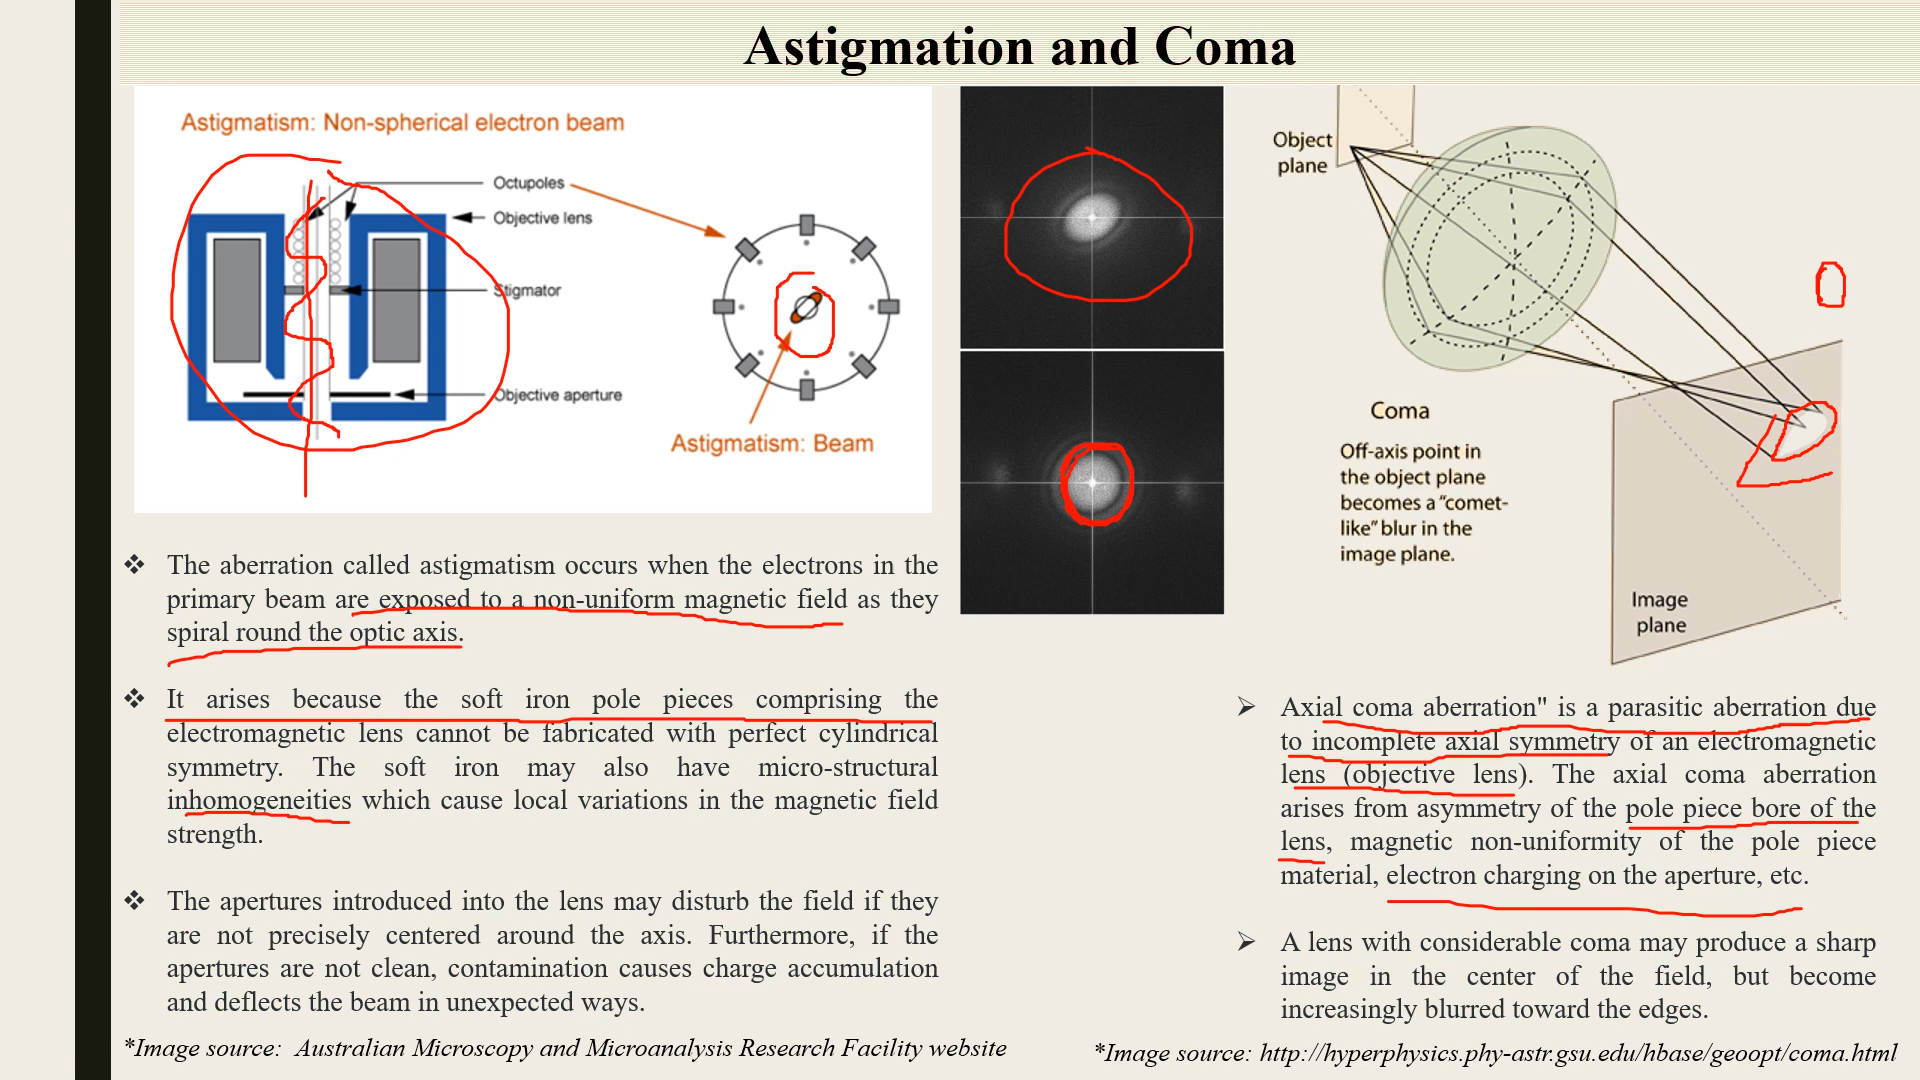 Astigmation and Coma
Astigmatism: Non-spherical electron beam
Octupoles
Objective lens
Stigmator
Objective aperture
Astigmatism: Beam
Object
plane
Coma
Off-axis point in
the object plane
becomes a "comet-
like" blur in the
image plane.
Image
plane
The aberration called astigmatism occurs when the electrons in the
primary beam are exposed to a non-uniform magnetic field as they
spiral round the optic axis.
It arises because the soft iron pole pieces comprising the
electromagnetic lens cannot be fabricated with perfect cylindrical
symmetry. The soft iron may also have micro-structural
inhomogeneities which cause local variations in the magnetic field
strength.
The apertures introduced into the lens may disturb the field if they
are not precisely centered around the axis. Furthermore, if the
apertures are not clean, contamination causes charge accumulation
and deflects the beam in unexpected ways.
*Image source:  Australian Microscopy and Microanalysis Research Facility website
Axial coma aberration" is a parasitic aberration due
to incomplete axial symmetry of an electromagnetic
lens (objective lens). The axial coma aberration
arises from asymmetry of the pole piece bore of the
lens, magnetic non-uniformity of the pole piece
material, electron charging on the aperture, etc.
A lens with considerable coma may produce a sharp
image in the center of the field, but become
increasingly blurred toward the edges.
*Image source: http://hyperphysics.phy-astr.gsu.edu/hbase/geoopt/coma.html